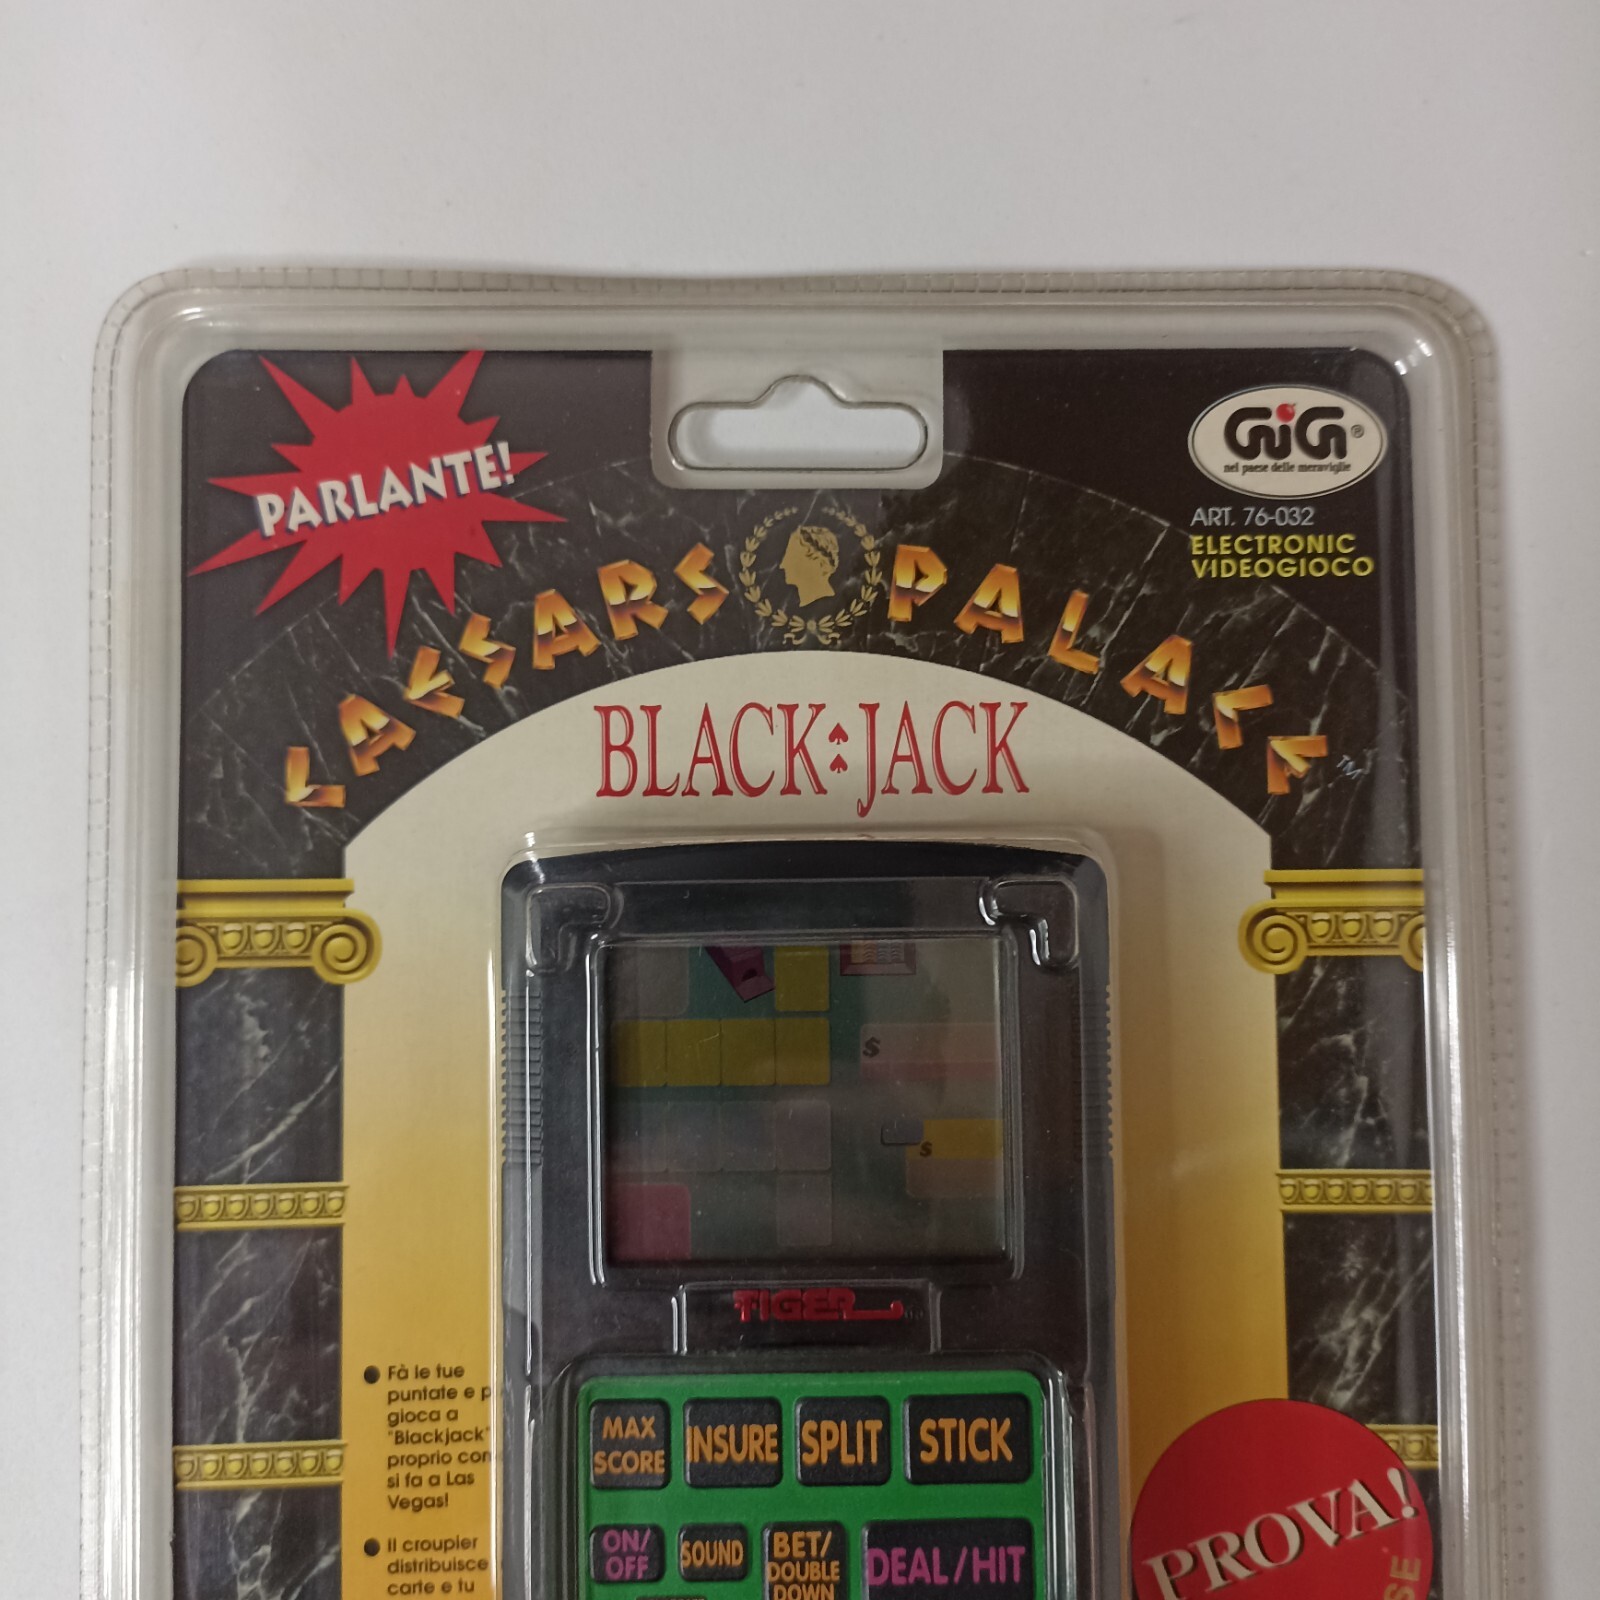 PARLANTE!
GiG®
nel paese delle meraviglie
ART. 76-032
ELECTRONIC
VIDEOGIOCO
CAESARS PALACE™
BLACK JACK
$
$
TIGER
MAX
SCORE
INSURE
SPLIT
STICK
ON/
OFF
SOUND
BET/
DOUBLE
DOWN
DEAL/HIT
● Fà le tue
puntate e p
gioca a
"Blackjack"
proprio com
si fa a Las
Vegas!
● Il croupier
distribuisce
carte e tu
PROVA!